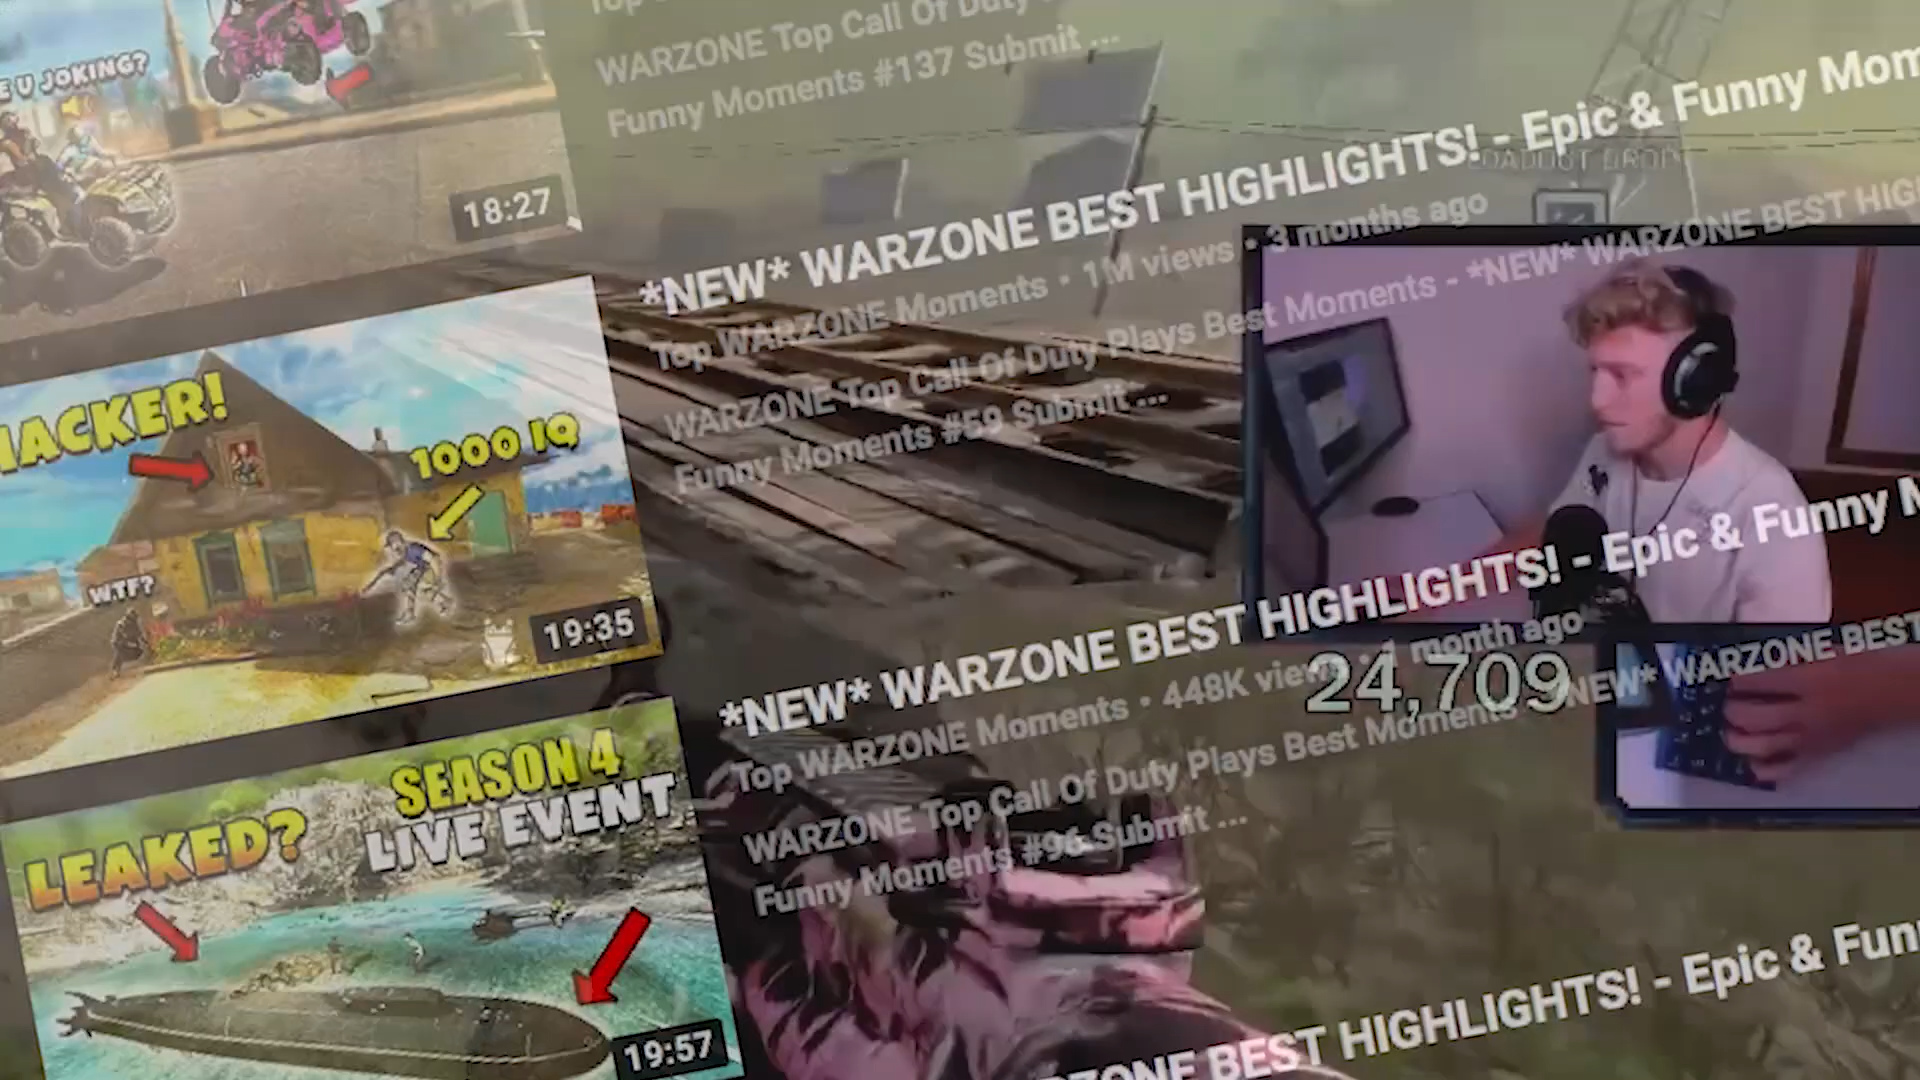 U JOKING?
18:27
WARZONE Top Call Of Duty
Funny Moments #137 Submit ...
*NEW* WARZONE BEST HIGHLIGHTS! - Epic & Funny Mom
Top WARZONE Moments • 1M views • 3 months ago
WARZONE Top Call Of Duty Plays Best Moments - *NEW* WARZONE BEST HIG
Funny Moments #59 Submit ...
HACKER!
1000 IQ
WTF?
19:35
*NEW* WARZONE BEST HIGHLIGHTS! - Epic & Funny M
Top WARZONE Moments • 448K views • 1 month ago
WARZONE Top Call Of Duty Plays Best Moments - *NEW* WARZONE BEST
Funny Moments #96 Submit ...
24,709
LEAKED?
SEASON 4
LIVE EVENT
19:57
WARZONE BEST HIGHLIGHTS! - Epic & Fun